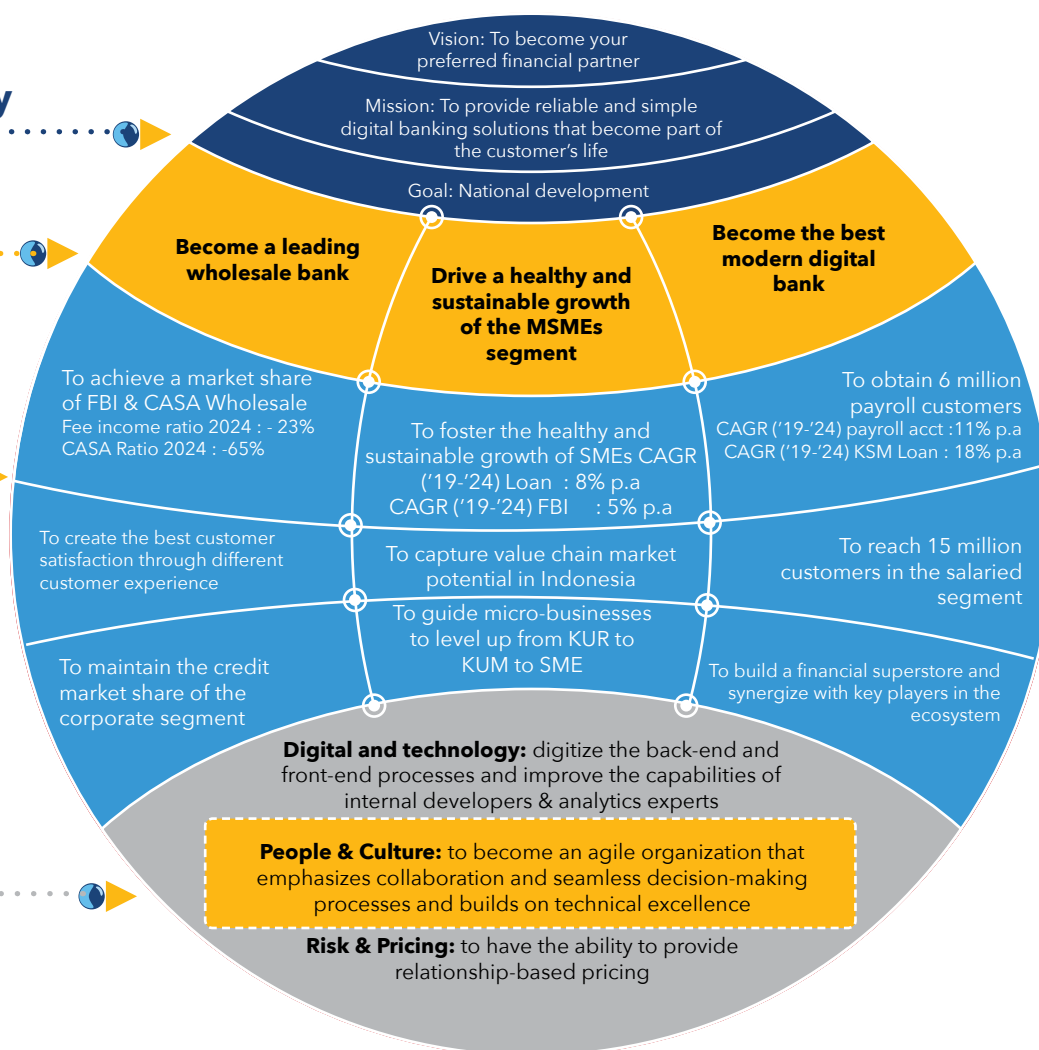 y
Vision: To become your
preferred financial partner
Mission: To provide reliable and simple
digital banking solutions that become part of
the customer's life
Goal: National development
Become a leading
wholesale bank
Drive a healthy and
sustainable growth
of the MSMEs
segment
Become the best
modern digital
bank
To achieve a market share
of FBI & CASA Wholesale
Fee income ratio 2024 : - 23%
CASA Ratio 2024 : -65%
To foster the healthy and
sustainable growth of SMEs CAGR
('19-'24) Loan : 8% p.a
CAGR ('19-'24) FBI : 5% p.a
To obtain 6 million
payroll customers
CAGR ('19-'24) payroll acct :11% p.a
CAGR ('19-'24) KSM Loan : 18% p.a
To create the best customer
satisfaction through different
customer experience
To capture value chain market
potential in Indonesia
To reach 15 million
customers in the salaried
segment
To maintain the credit
market share of the
corporate segment
To guide micro-businesses
to level up from KUR to
KUM to SME
To build a financial superstore and
synergize with key players in the
ecosystem
Digital and technology: digitize the back-end and
front-end processes and improve the capabilities of
internal developers & analytics experts
People & Culture: to become an agile organization that
emphasizes collaboration and seamless decision-making
processes and builds on technical excellence
Risk & Pricing: to have the ability to provide
relationship-based pricing